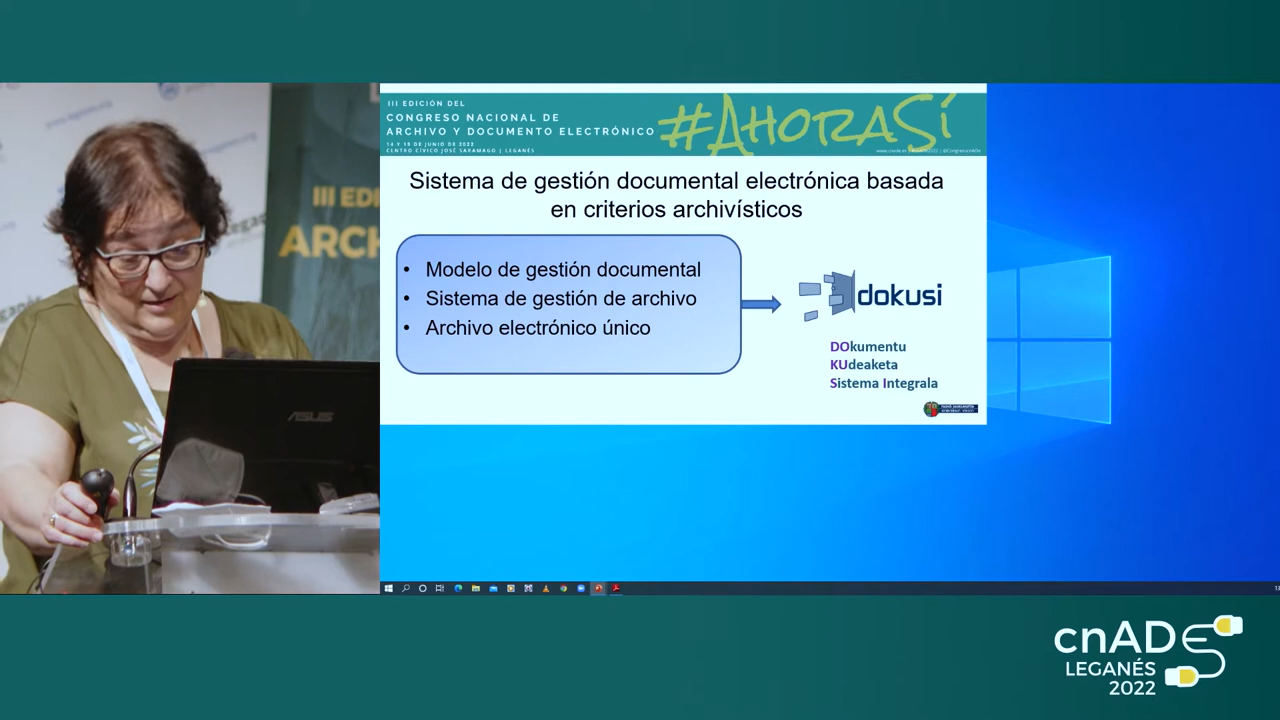 III EDI
ARCH
ASUS
III EDICIÓN DEL
CONGRESO NACIONAL DE
ARCHIVO Y DOCUMENTO ELECTRÓNICO
14 Y 15 DE JUNIO DE 2022
CENTRO CÍVICO JOSÉ SARAMAGO | LEGANÉS
#AHORASÍ
Sistema de gestión documental electrónica basada
en criterios archivísticos
• Modelo de gestión documental
• Sistema de gestión de archivo
• Archivo electrónico único
dokusi
DOkumentu
KUdeaketa
Sistema Integrala
cnADE
LEGANÉS
2022